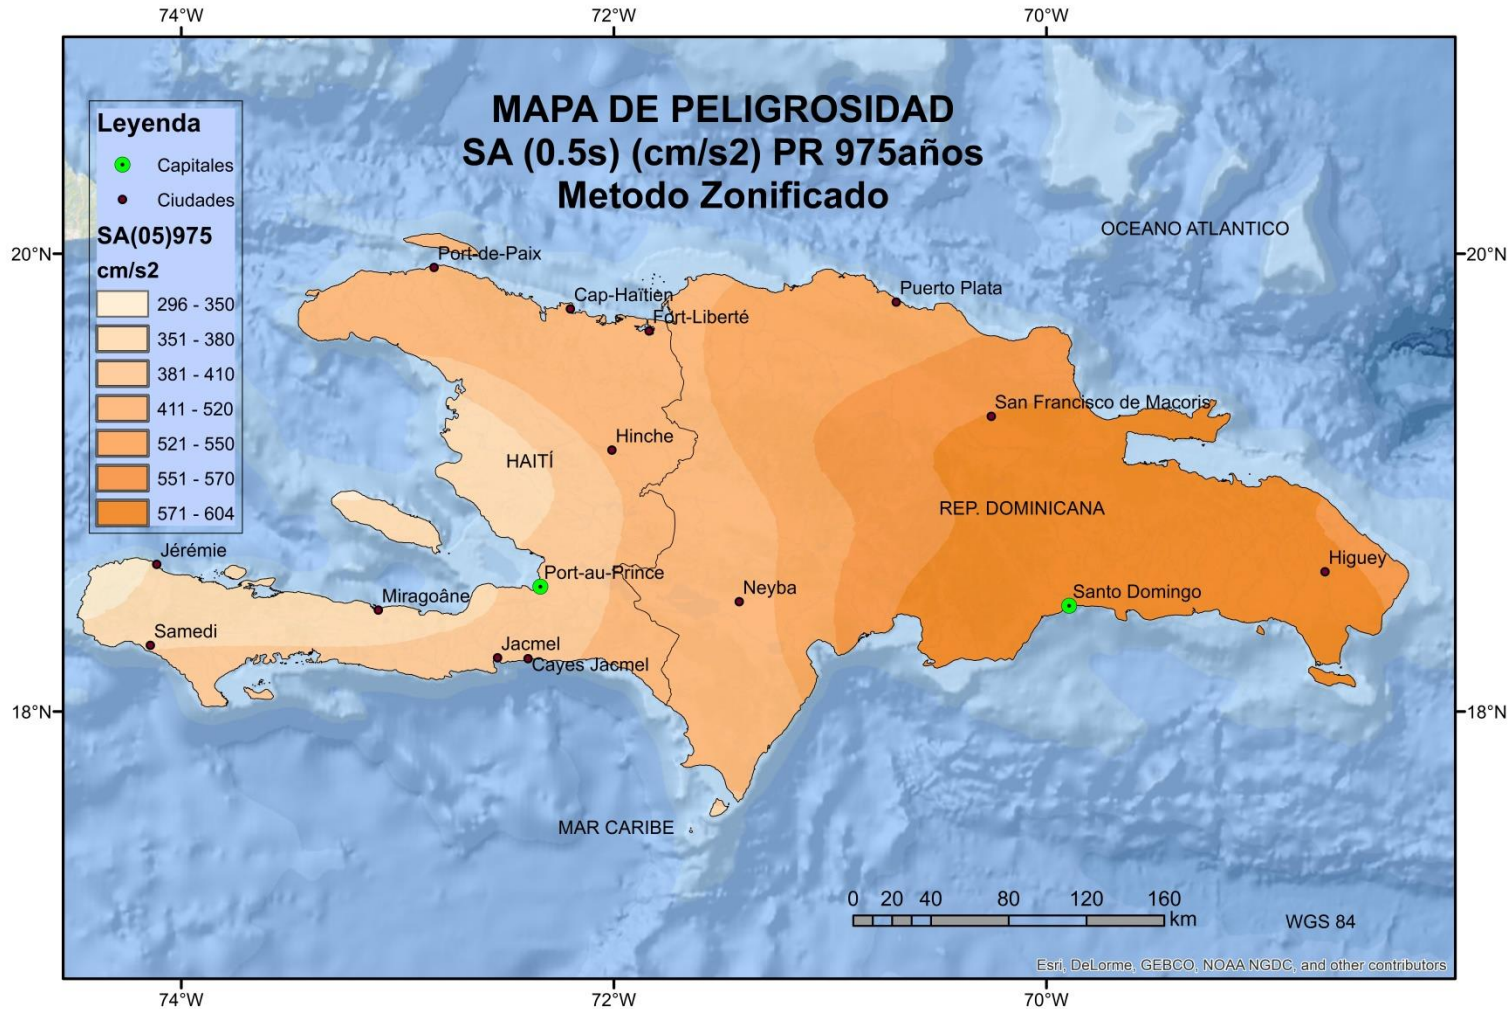 74°W
72°W
70°W
MAPA DE PELIGROSIDAD
SA (0.5s) (cm/s2) PR 975años
Metodo Zonificado
Leyenda
Capitales
Ciudades
SA(05)975
cm/s2
296 - 350
351 - 380
381 - 410
411 - 520
521 - 550
551 - 570
571 - 604
OCEANO ATLANTICO
20°N
20°N
Port-de-Paix
Cap-Haïtien
Fort-Liberté
Puerto Plata
San Francisco de Macoris
Hinche
HAITÍ
REP. DOMINICANA
Jérémie
Miragoâne
Port-au-Prince
Neyba
Santo Domingo
Higuey
Samedi
Jacmel
Cayes Jacmel
18°N
18°N
MAR CARIBE
0 20 40 80 120 160
km
WGS 84
Esri, DeLorme, GEBCO, NOAA NGDC, and other contributors
74°W
72°W
70°W